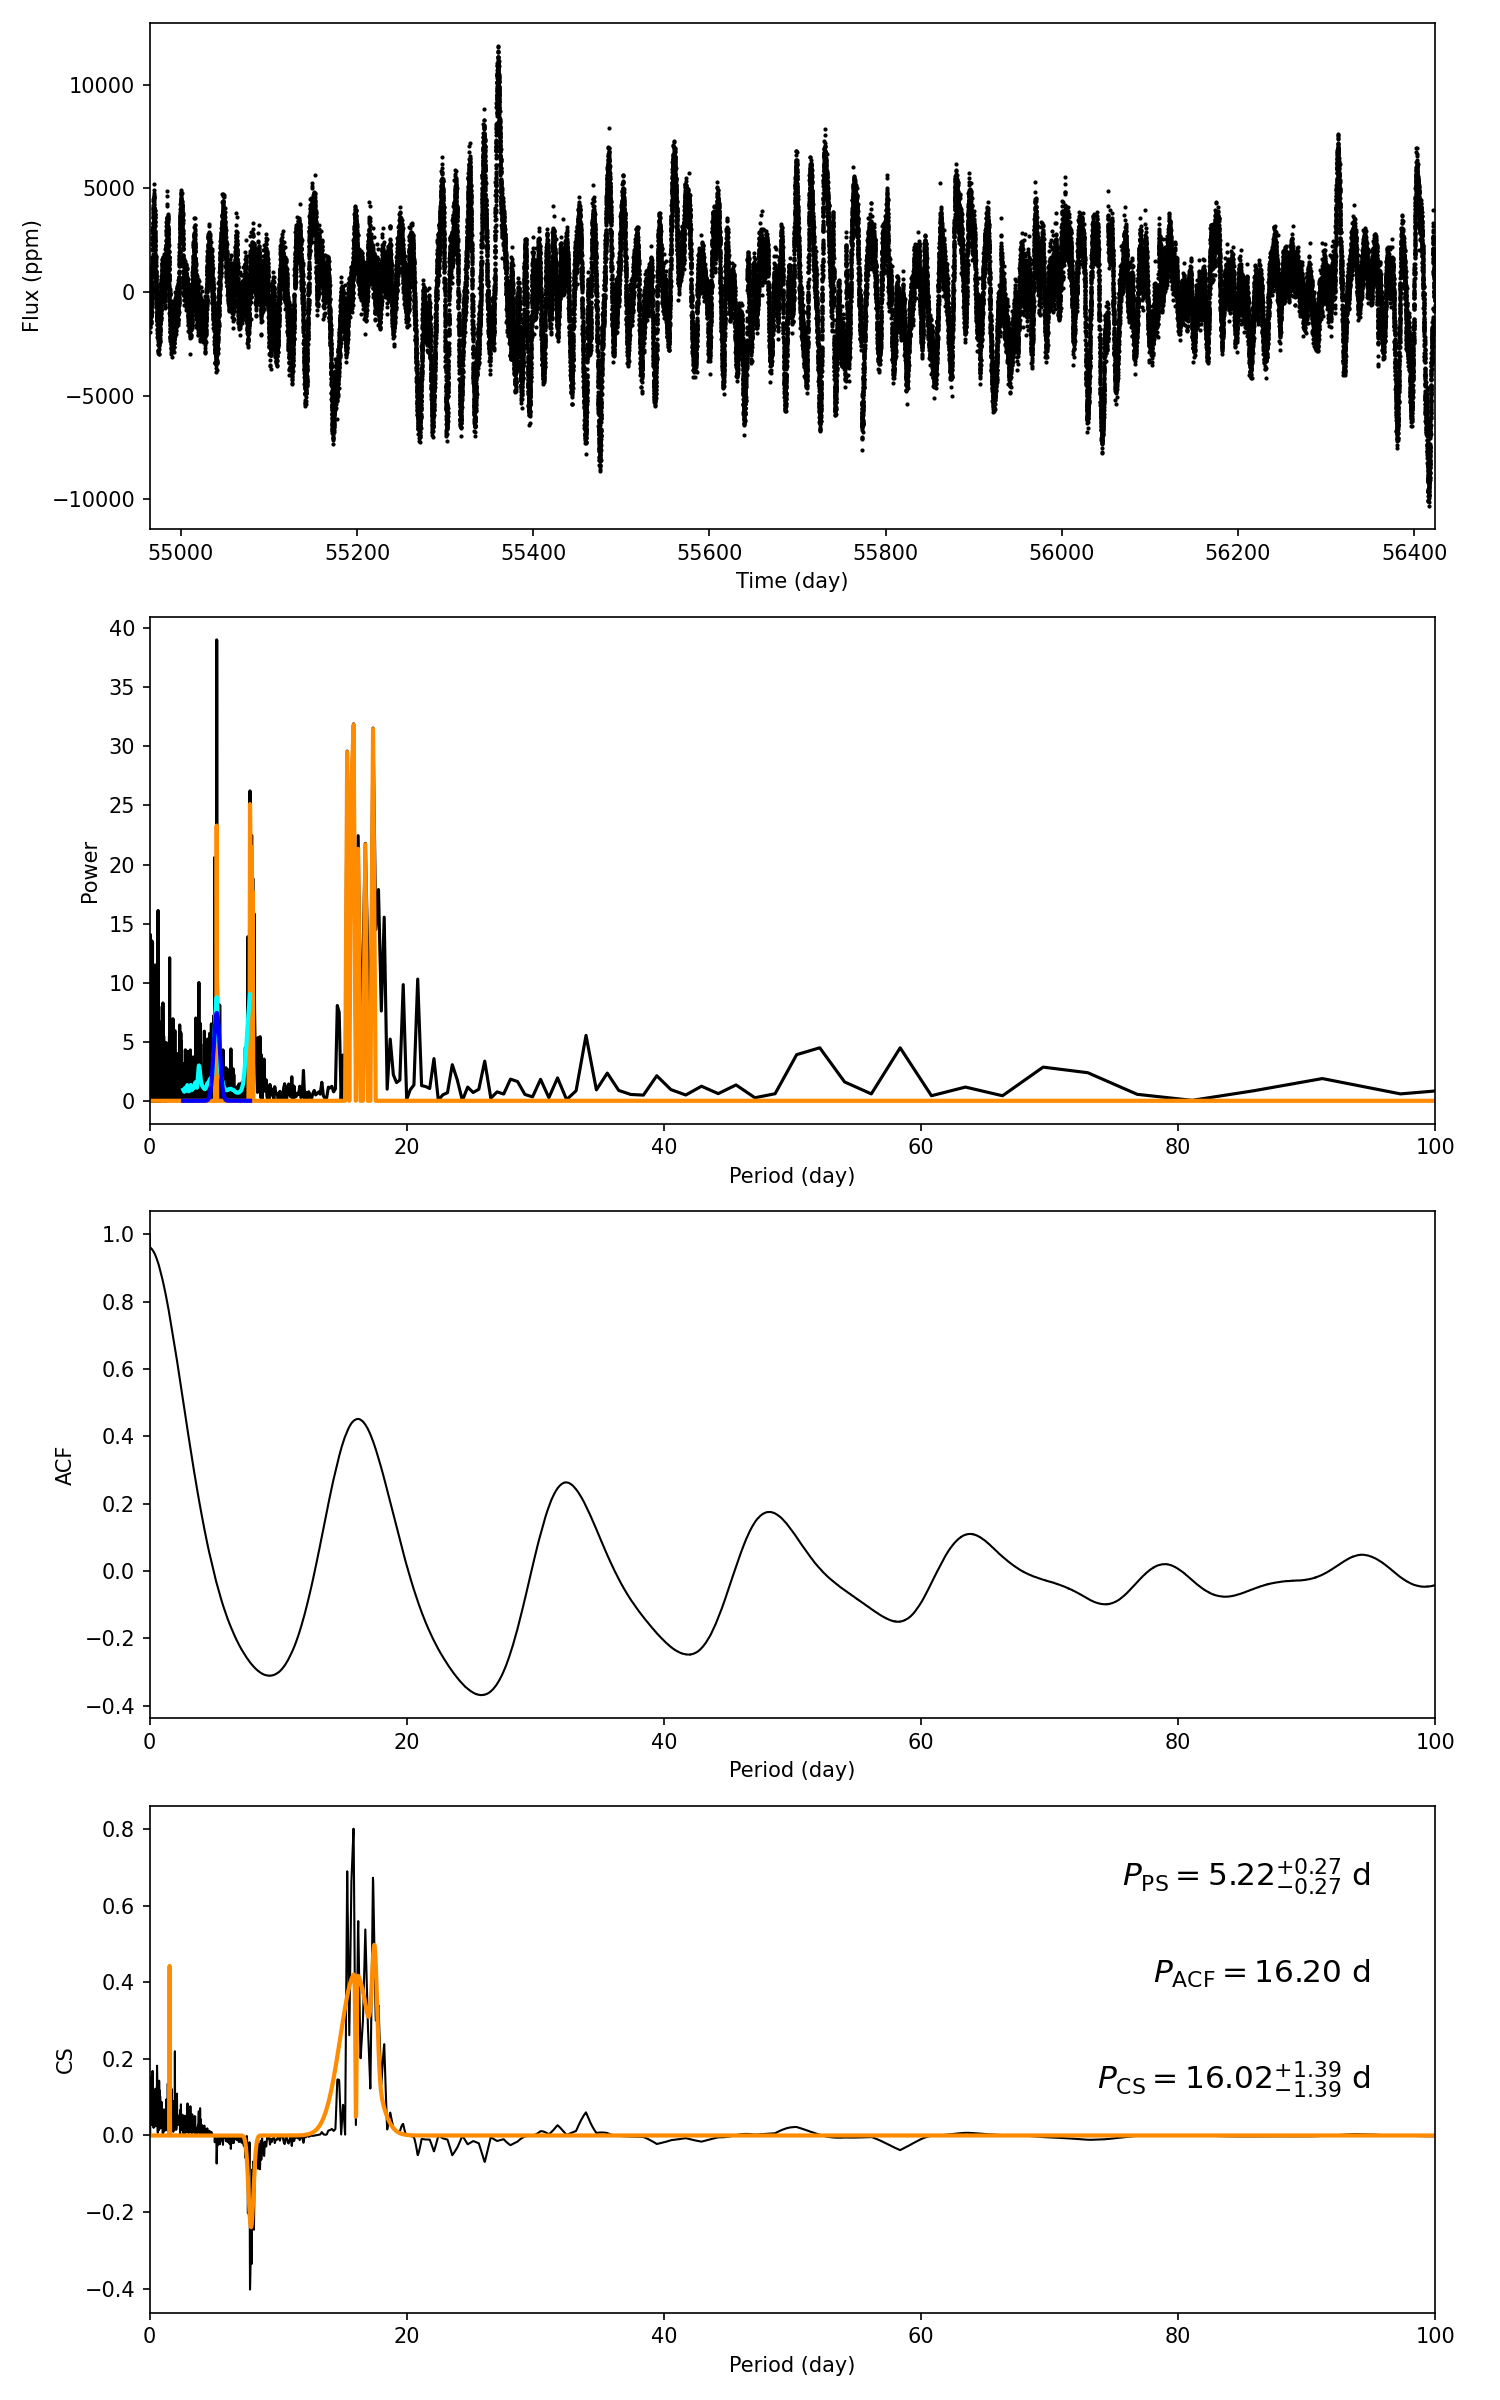 10000
5000
0
−5000
−10000
Flux (ppm)
55000 55200 55400 55600 55800 56000 56200 56400
Time (day)
40
35
30
25
20
15
10
5
0
Power
0 20 40 60 80 100
Period (day)
1.0
0.8
0.6
0.4
0.2
0.0
−0.2
−0.4
ACF
0 20 40 60 80 100
Period (day)
0.8
0.6
0.4
0.2
0.0
−0.2
−0.4
CS
P_PS = 5.22^{+0.27}_{−0.27} d
P_ACF = 16.20 d
P_CS = 16.02^{+1.39}_{−1.39} d
0 20 40 60 80 100
Period (day)